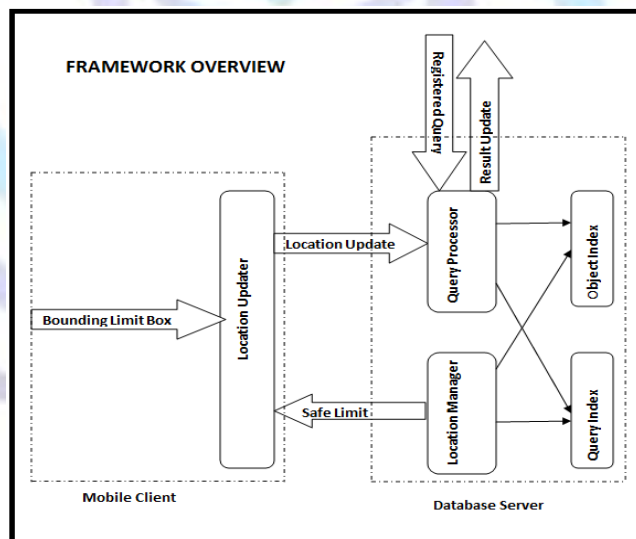 FRAMEWORK OVERVIEW
Registered Query
Result Update
Location Updater
Location Update
Query Processor
Object Index
Bounding Limit Box
Safe Limit
Location Manager
Query Index
Mobile Client
Database Server